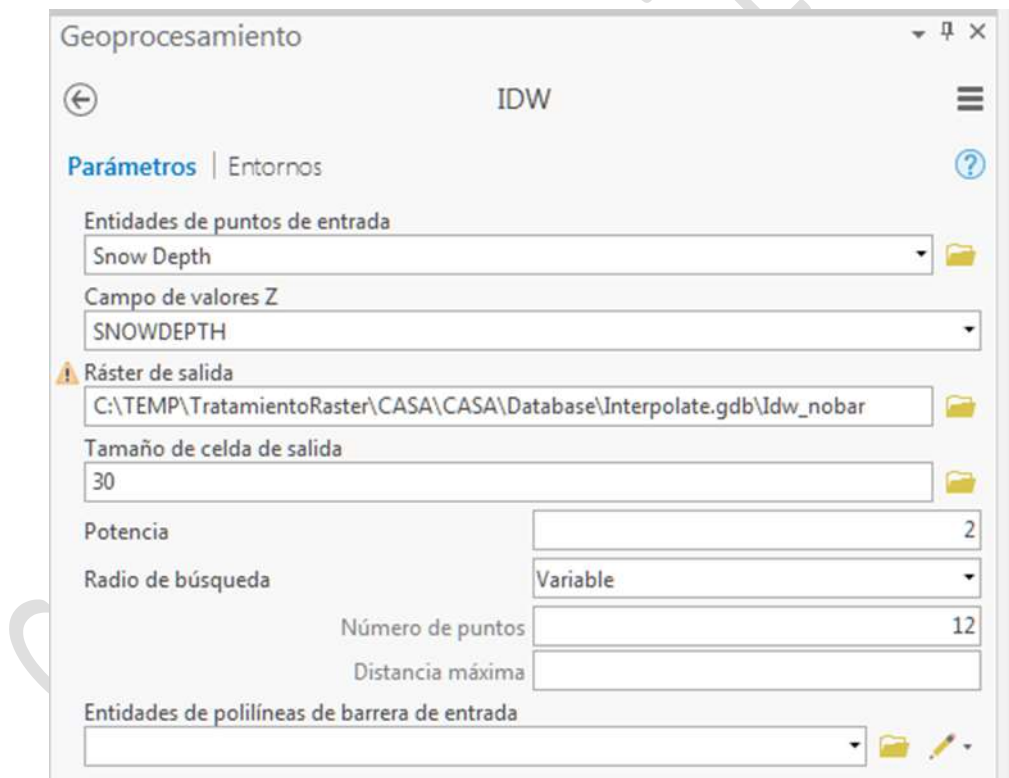 Geoprocesamiento
IDW
Parámetros | Entornos
Entidades de puntos de entrada
Snow Depth
Campo de valores Z
SNOWDEPTH
Ráster de salida
C:\TEMP\TratamientoRaster\CASA\CASA\Database\Interpolate.gdb\Idw_nobar
Tamaño de celda de salida
30
Potencia 2
Radio de búsqueda Variable
Número de puntos 12
Distancia máxima
Entidades de polilíneas de barrera de entrada